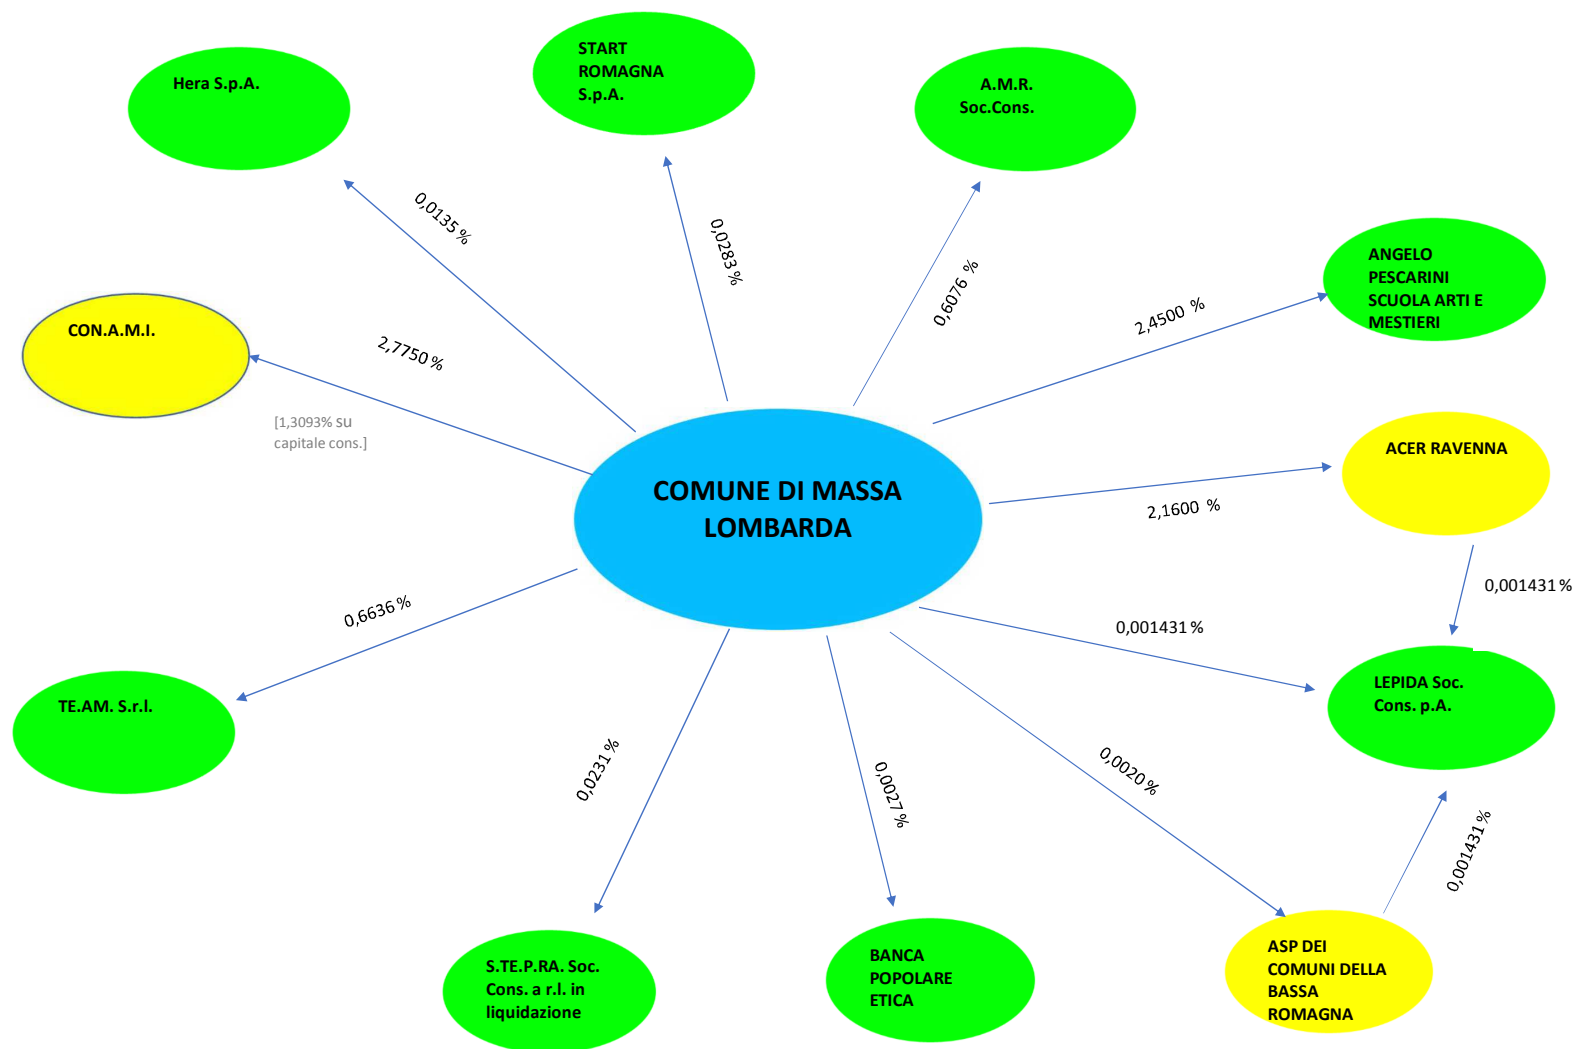 START
ROMAGNA
S.p.A.
Hera S.p.A.
A.M.R.
Soc.Cons.
0,0135 %
0,0283 %
0,6076 %
ANGELO
PESCARINI
SCUOLA ARTI E
MESTIERI
2,4500 %
CON.A.M.I.
2,7750 %
[1,3093% su
capitale cons.]
ACER RAVENNA
COMUNE DI MASSA
LOMBARDA
2,1600 %
0,001431 %
0,6636 %
0,001431 %
LEPIDA Soc.
Cons. p.A.
TE.AM. S.r.l.
0,0231 %
0,0027 %
0,0020 %
0,001431 %
S.TE.P.RA. Soc.
Cons. a r.l. in
liquidazione
BANCA
POPOLARE
ETICA
ASP DEI
COMUNI DELLA
BASSA
ROMAGNA